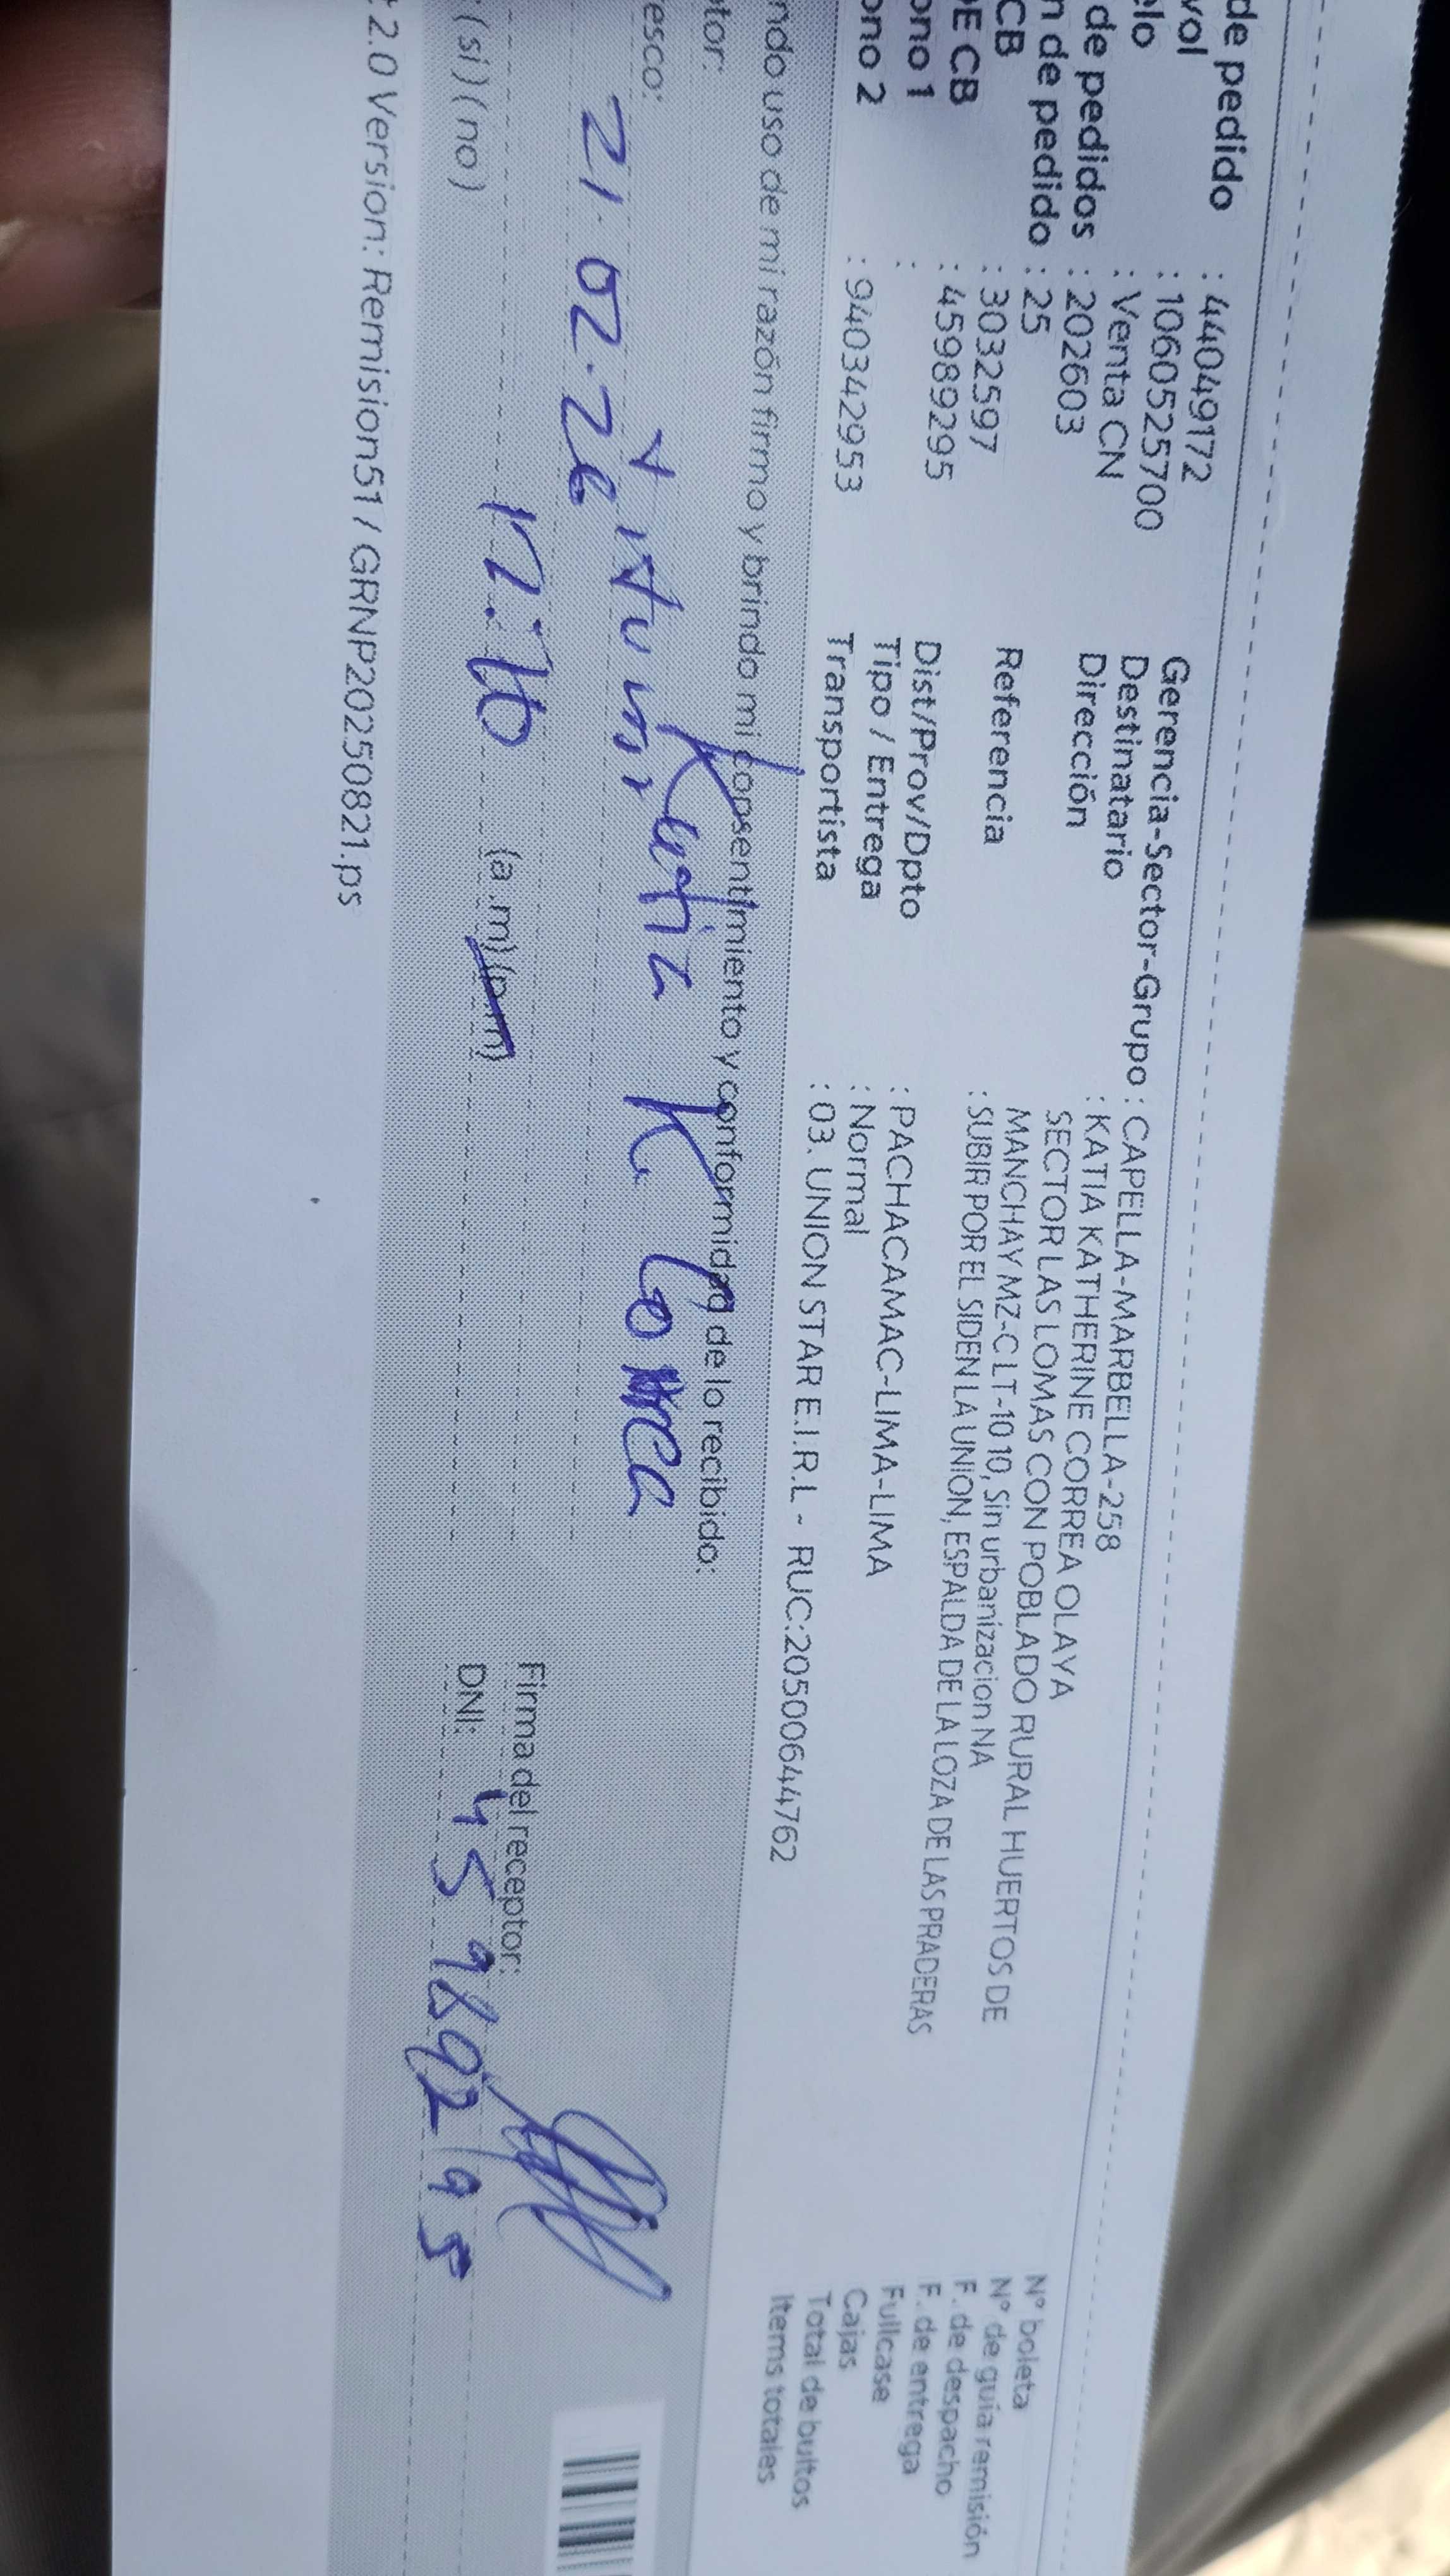 de pedido : 44049172
vol : 1060525700
elo : Venta CN
de pedidos : 202603
n de pedido : 25
CB : 3032597
E CB : 45989295
ono 1 :
ono 2 : 940342953
Gerencia-Sector-Grupo : CAPELLA-MARBELLA-258
Destinatario : KATIA KATHERINE CORREA OLAYA
Dirección SECTOR LAS LOMAS CON POBLADO RURAL HUERTOS DE
MANCHAY MZ-C LT-10 10, Sin urbanizacion NA
Referencia : SUBIR POR EL SIDEN LA UNION, ESPALDA DE LA LOZA DE LAS PRADERAS
Dist/Prov/Dpto : PACHACAMAC-LIMA-LIMA
Tipo / Entrega : Normal
Transportista : 03. UNION STAR E.I.R.L - RUC:20500644762
N° boleta
N° de guía remisión
F. de despacho
F. de entrega
Fullcase
Cajas
Total de bultos
Items totales
ndo uso de mi razón firmo y brindo mi consentimiento y conformidad de lo recibido:
tor: Katia K. Correa
esco: Titular
21.02.26
12:10 (a.m) (p.m)
: (si) (no)
Firma del receptor:
DNI: 45989295
2.0 Version: Remision51 / GRNP20250821.ps